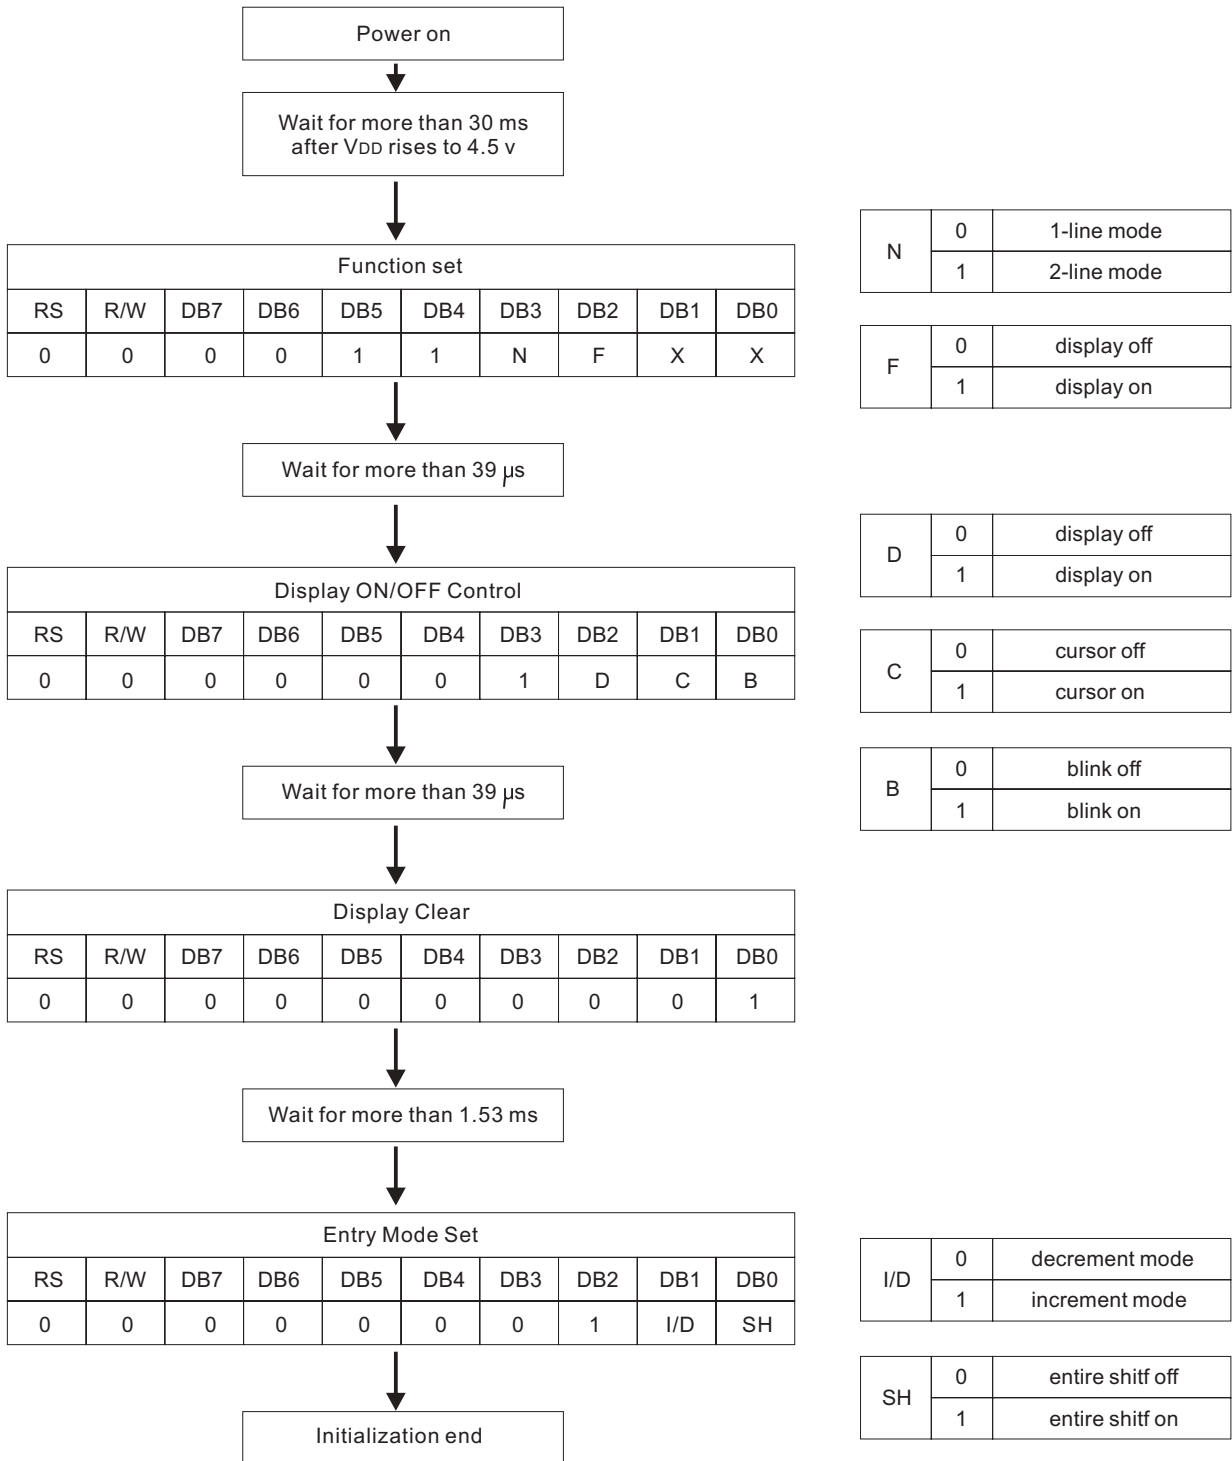 Power on
Wait for more than 30 ms
after VDD rises to 4.5 v
Function set
RS R/W DB7 DB6 DB5 DB4 DB3 DB2 DB1 DB0
0 0 0 0 1 1 N F X X
N 0 1-line mode
1 2-line mode
F 0 display off
1 display on
Wait for more than 39 μs
Display ON/OFF Control
RS R/W DB7 DB6 DB5 DB4 DB3 DB2 DB1 DB0
0 0 0 0 0 0 1 D C B
D 0 display off
1 display on
C 0 cursor off
1 cursor on
B 0 blink off
1 blink on
Wait for more than 39 μs
Display Clear
RS R/W DB7 DB6 DB5 DB4 DB3 DB2 DB1 DB0
0 0 0 0 0 0 0 0 0 1
Wait for more than 1.53 ms
Entry Mode Set
RS R/W DB7 DB6 DB5 DB4 DB3 DB2 DB1 DB0
0 0 0 0 0 0 0 1 I/D SH
I/D 0 decrement mode
1 increment mode
SH 0 entire shitf off
1 entire shitf on
Initialization end